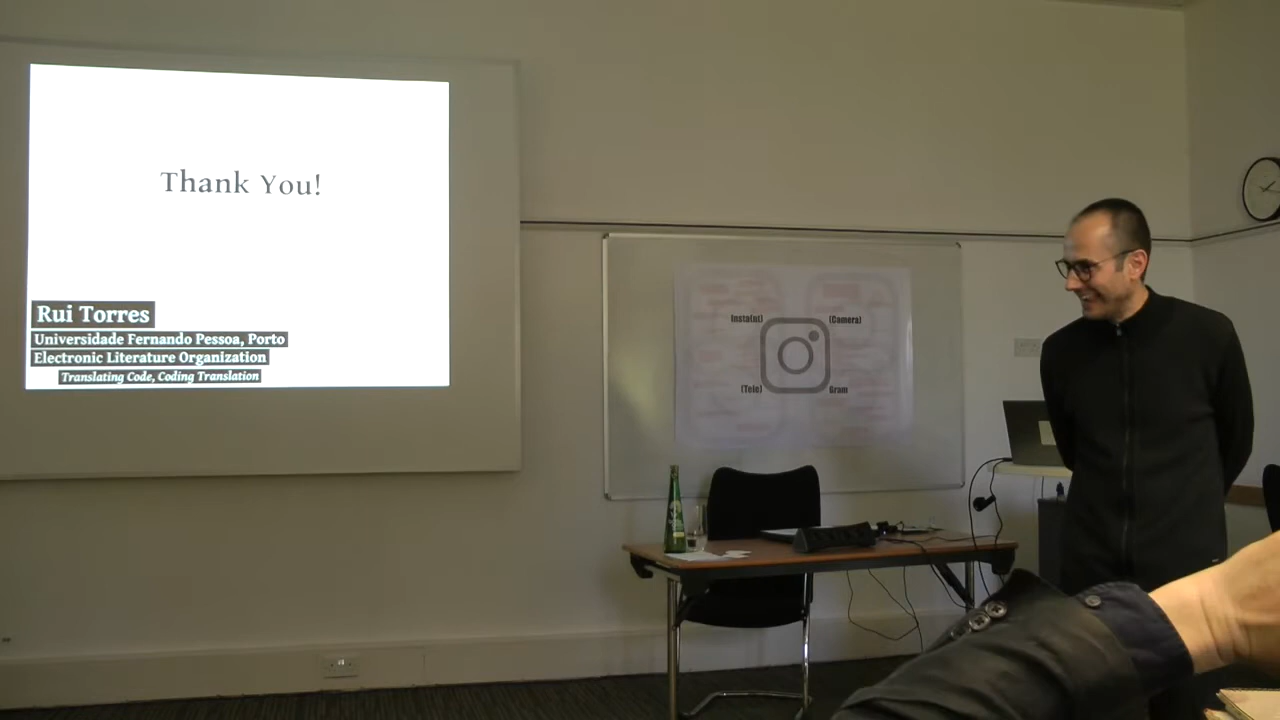 Thank You!
Rui Torres
Universidade Fernando Pessoa, Porto
Electronic Literature Organization
Translating Code, Coding Translation
Insta(nt)
(Camera)
(Tele)
Gram